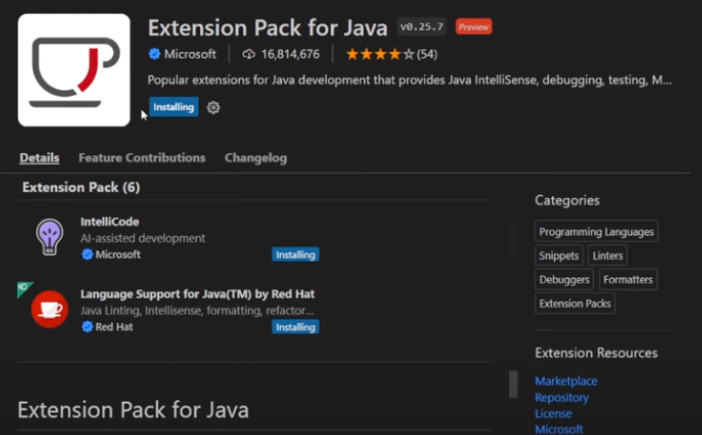 Extension Pack for Java v0.25.7 Preview
Microsoft 16,814,676 (54)
Popular extensions for Java development that provides Java IntelliSense, debugging, testing, M...
Installing
Details Feature Contributions Changelog
Extension Pack (6)
IntelliCode
AI-assisted development
Microsoft Installing
Language Support for Java(TM) by Red Hat
Java Linting, Intellisense, formatting, refactor...
Red Hat Installing
Extension Pack for Java
Categories
Programming Languages
Snippets Linters
Debuggers Formatters
Extension Packs
Extension Resources
Marketplace
Repository
License
Microsoft